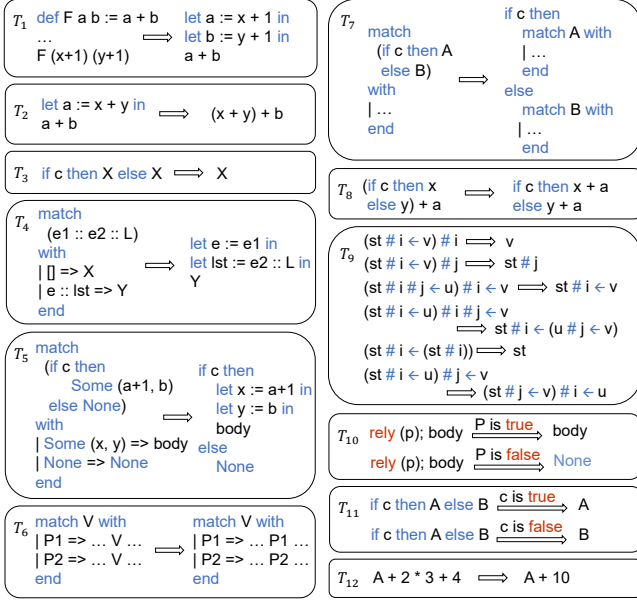 T1 def F a b := a + b
...
F (x+1) (y+1)
let a := x + 1 in
let b := y + 1 in
a + b
T2 let a := x + y in
a + b
(x + y) + b
T3 if c then X else X ⟹ X
T4 match
(e1 :: e2 :: L)
with
| [] => X
| e :: lst => Y
end
let e := e1 in
let lst := e2 :: L in
Y
T5 match
(if c then
Some (a+1, b)
else None)
with
| Some (x, y) => body
| None => None
end
if c then
let x := a+1 in
let y := b in
body
else
None
T6 match V with
| P1 => ... V ...
| P2 => ... V ...
end
match V with
| P1 => ... P1 ...
| P2 => ... P2 ...
end
T7 match
(if c then A
else B)
with
| ...
end
if c then
match A with
| ...
end
else
match B with
| ...
end
T8 (if c then x
else y) + a
if c then x + a
else y + a
T9 (st # i ← v) # i ⟹ v
(st # i ← v) # j ⟹ st # j
(st # i # j ← u) # i ← v ⟹ st # i ← v
(st # i ← u) # i # j ← v
⟹ st # i ← (u # j ← v)
(st # i ← (st # i)) ⟹ st
(st # i ← u) # j ← v
⟹ (st # j ← v) # i ← u
T10 rely (p); body P is true ⟹ body
rely (p); body P is false ⟹ None
T11 if c then A else B c is true ⟹ A
if c then A else B c is false ⟹ B
T12 A + 2 * 3 + 4 ⟹ A + 10